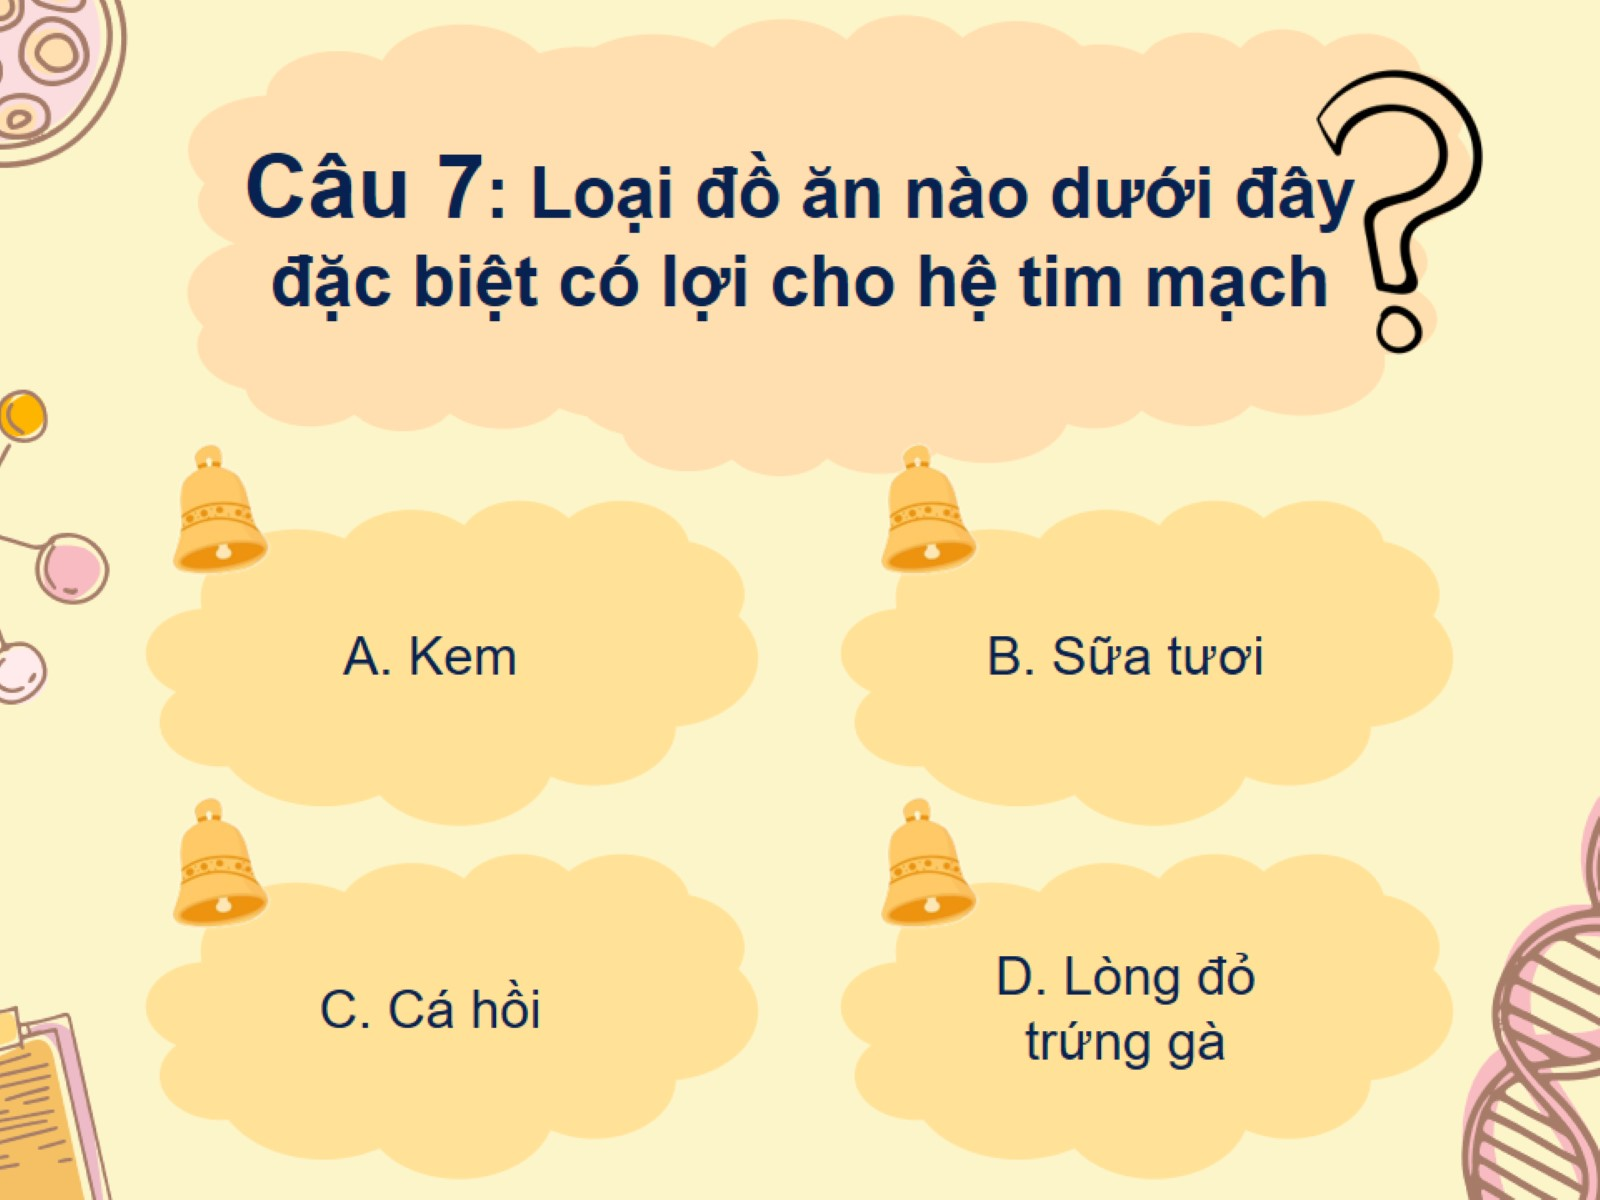 Câu 7: Loại đồ ăn nào dưới đây
đặc biệt có lợi cho hệ tim mạch
A. Kem
B. Sữa tươi
C. Cá hồi
D. Lòng đỏ
trứng gà